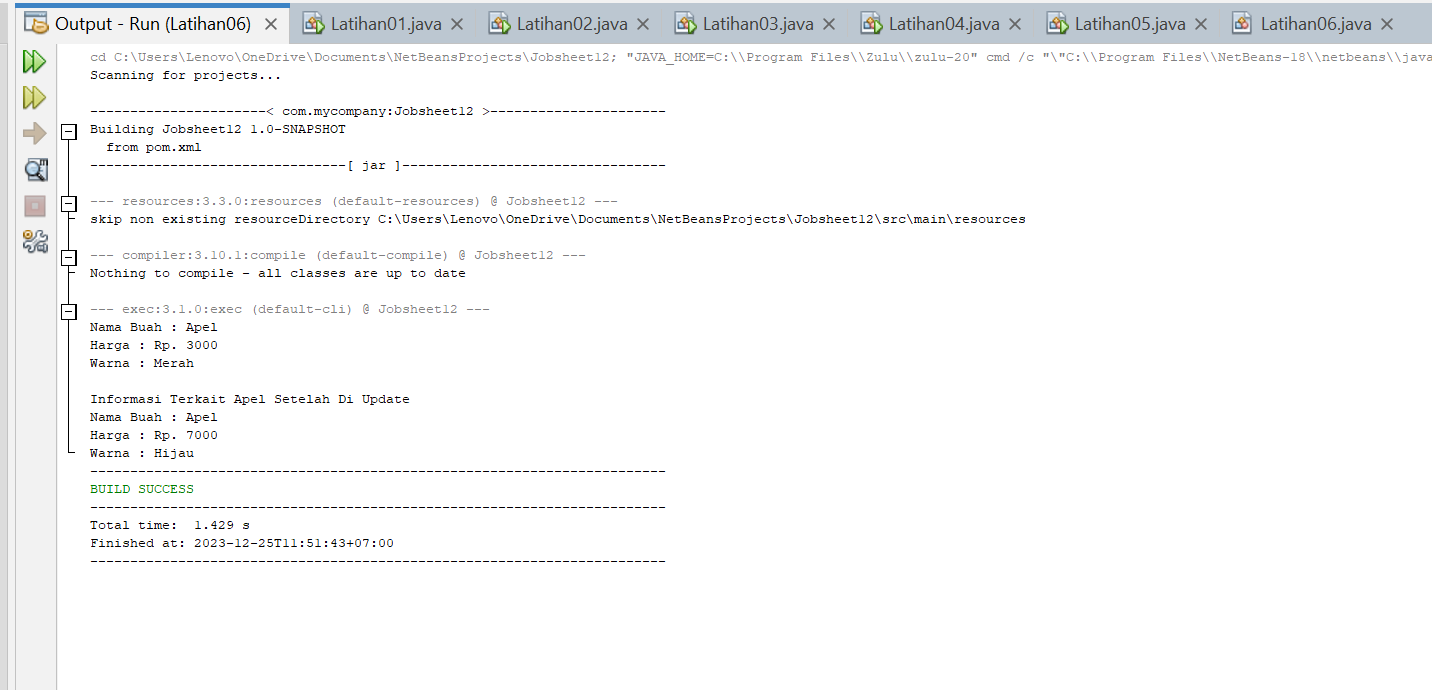 Output - Run (Latihan06)
Latihan01.java
Latihan02.java
Latihan03.java
Latihan04.java
Latihan05.java
Latihan06.java
cd C:\Users\Lenovo\OneDrive\Documents\NetBeansProjects\Jobsheet12; "JAVA_HOME=C:\\Program Files\\Zulu\\zulu-20" cmd /c "\"C:\\Program Files\\NetBeans-18\\netbeans\\java
Scanning for projects...
----------------------< com.mycompany:Jobsheet12 >----------------------
Building Jobsheet12 1.0-SNAPSHOT
from pom.xml
--------------------------------[ jar ]---------------------------------
--- resources:3.3.0:resources (default-resources) @ Jobsheet12 ---
skip non existing resourceDirectory C:\Users\Lenovo\OneDrive\Documents\NetBeansProjects\Jobsheet12\src\main\resources
--- compiler:3.10.1:compile (default-compile) @ Jobsheet12 ---
Nothing to compile - all classes are up to date
--- exec:3.1.0:exec (default-cli) @ Jobsheet12 ---
Nama Buah : Apel
Harga : Rp. 3000
Warna : Merah
Informasi Terkait Apel Setelah Di Update
Nama Buah : Apel
Harga : Rp. 7000
Warna : Hijau
------------------------------------------------------------------------
BUILD SUCCESS
------------------------------------------------------------------------
Total time:  1.429 s
Finished at: 2023-12-25T11:51:43+07:00
------------------------------------------------------------------------